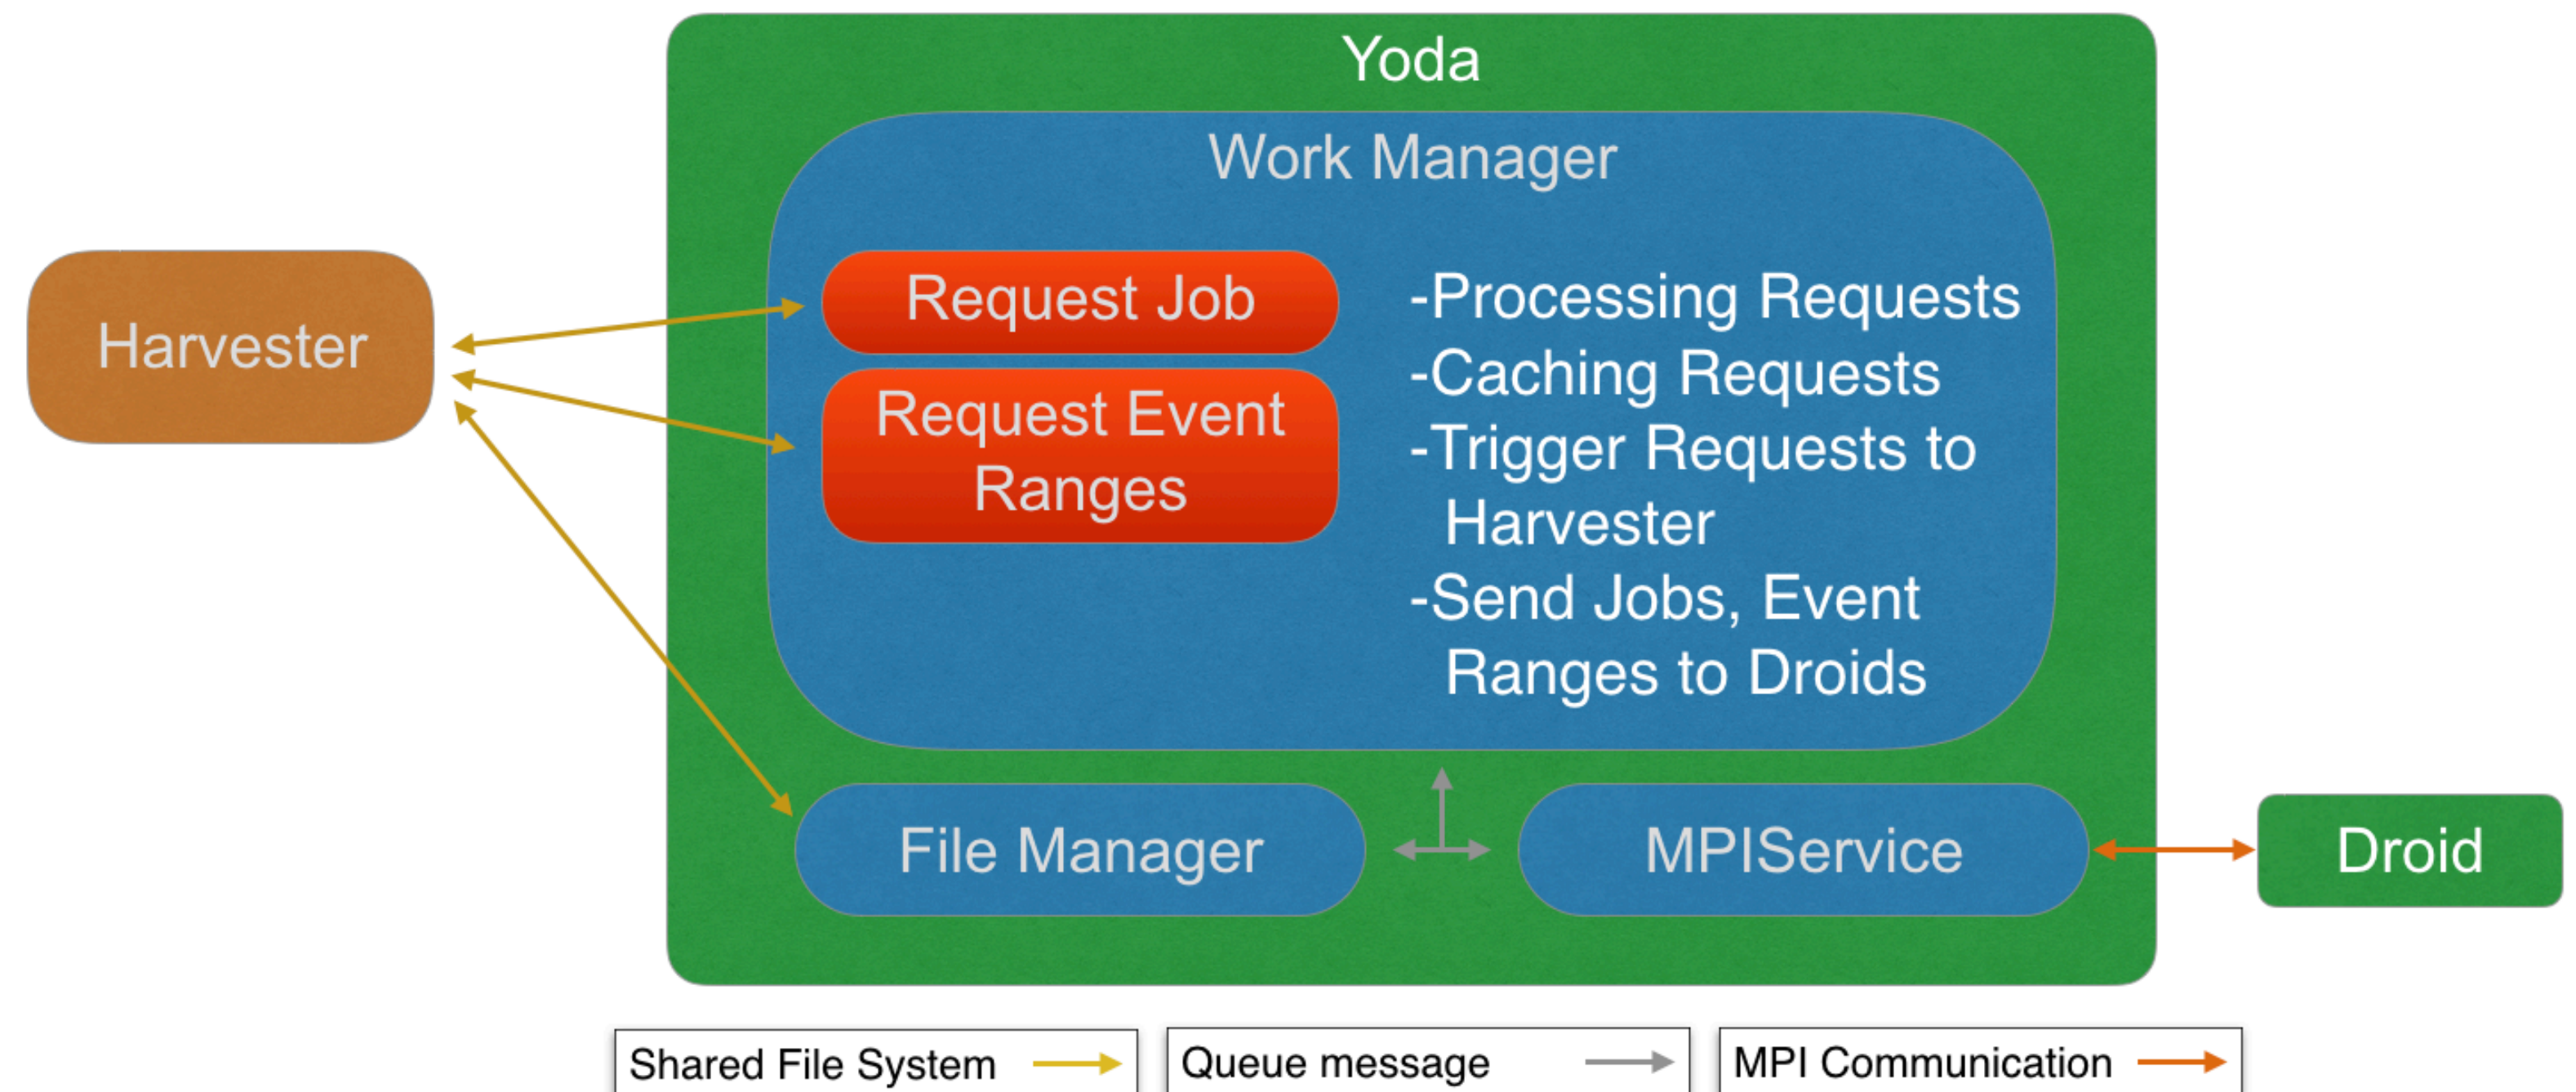 Yoda
Work Manager
Harvester
Request Job
Request Event
Ranges
-Processing Requests
-Caching Requests
-Trigger Requests to
Harvester
-Send Jobs, Event
Ranges to Droids
File Manager
MPIService
Droid
Shared File System
Queue message
MPI Communication